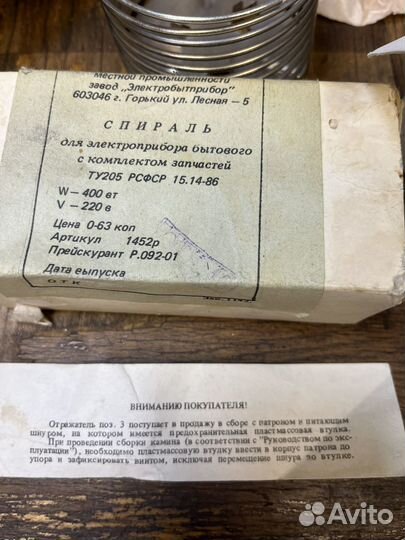 местной промышленности
завод „Электробытприбор"
603046 г. Горький ул. Лесная — 5
СПИРАЛЬ
для электроприбора бытового
с комплектом запчастей
ТУ205 РСФСР 15.14-86
W — 400 вт
V — 220 в
Цена 0-63 коп
Артикул 1452р
Прейскурант Р.092-01
Дата выпуска
ОТК
ВНИМАНИЮ ПОКУПАТЕЛЯ!
Отражатель поз. 3 поступает в продажу в сборе с патроном и питающим
шнуром, на котором имеется предохранительная пластмассовая втулка.
При проведении сборки камина (в соответствии с "Руководством по экс-
плуатации"), необходимо пластмассовую втулку ввести в корпус патрона до
упора и зафиксировать винтом, исключая перемещение шнура во втулке.
Avito